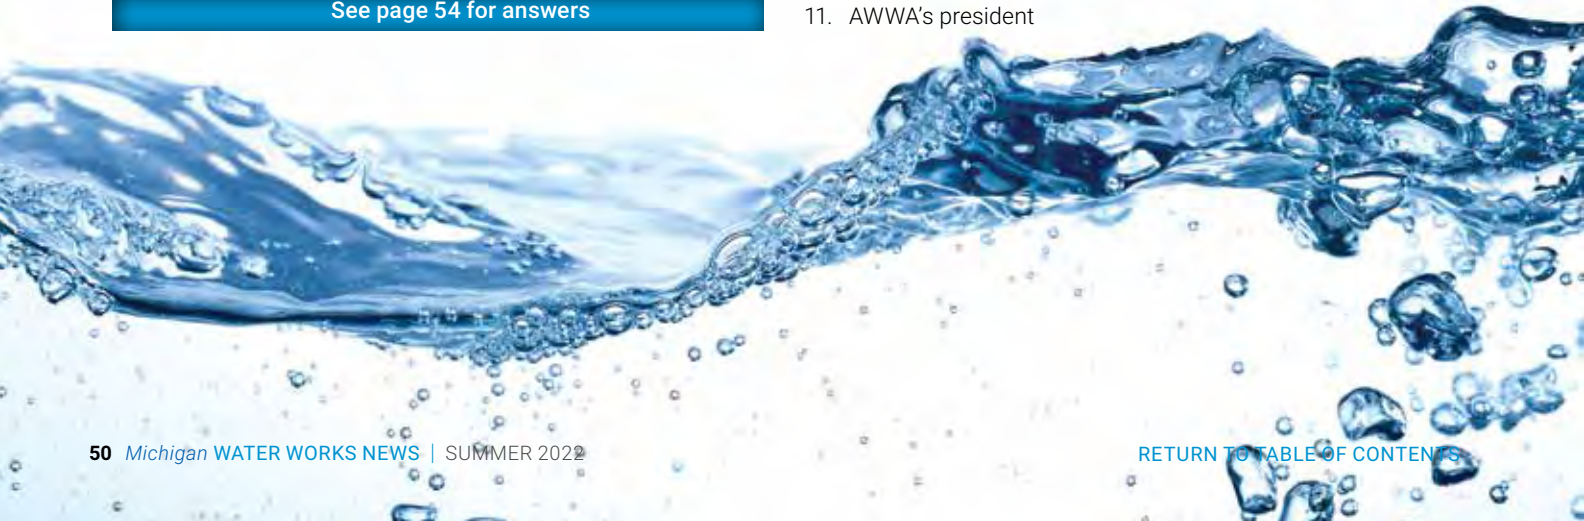 See page 54 for answers
11. AWWA's president
50 Michigan WATER WORKS NEWS | SUMMER 2022
RETURN TO TABLE OF CONTENTS